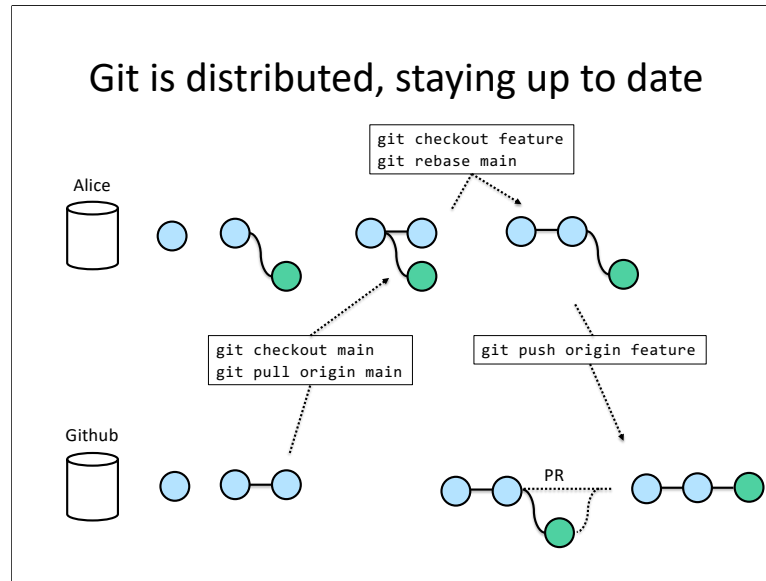 Git is distributed, staying up to date
git checkout feature
git rebase main
Alice
git checkout main
git pull origin main
git push origin feature
Github
PR